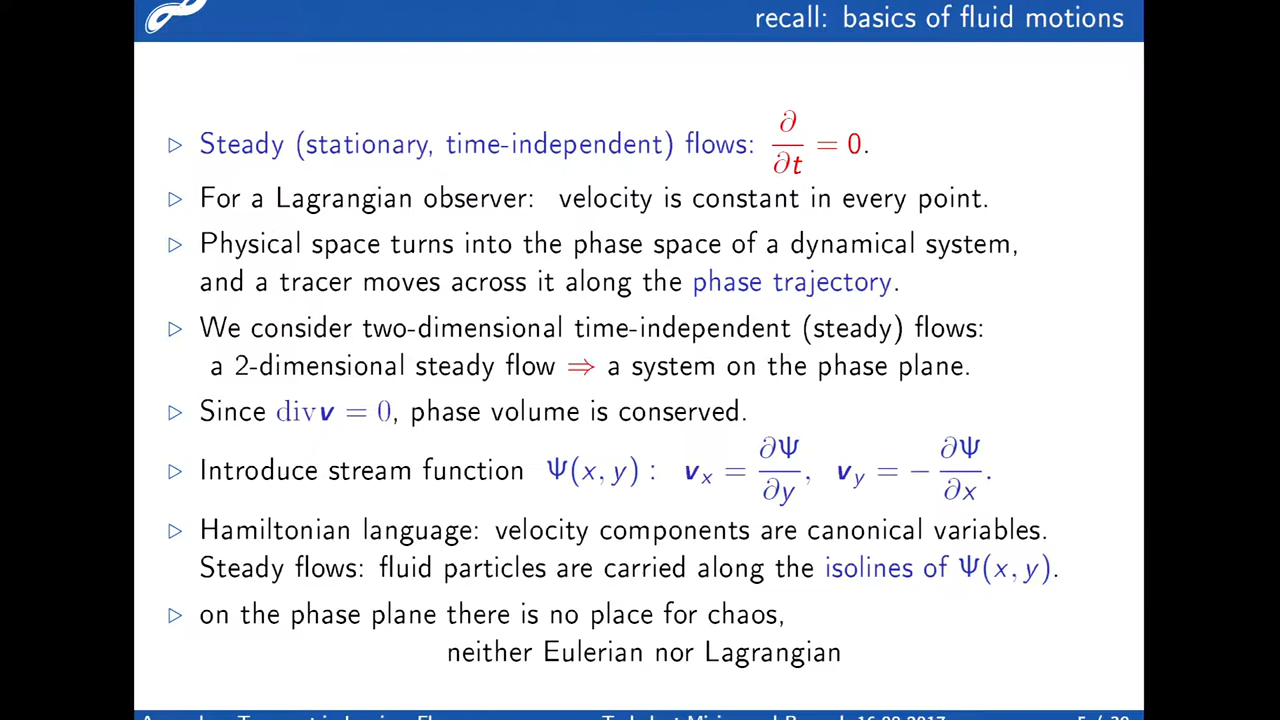 recall: basics of fluid motions
▷ Steady (stationary, time-independent) flows: ∂/∂t = 0.
▷ For a Lagrangian observer: velocity is constant in every point.
▷ Physical space turns into the phase space of a dynamical system,
and a tracer moves across it along the phase trajectory.
▷ We consider two-dimensional time-independent (steady) flows:
a 2-dimensional steady flow ⇒ a system on the phase plane.
▷ Since div v = 0, phase volume is conserved.
▷ Introduce stream function Ψ(x, y) : v_x = ∂Ψ/∂y, v_y = − ∂Ψ/∂x.
▷ Hamiltonian language: velocity components are canonical variables.
Steady flows: fluid particles are carried along the isolines of Ψ(x, y).
▷ on the phase plane there is no place for chaos,
neither Eulerian nor Lagrangian